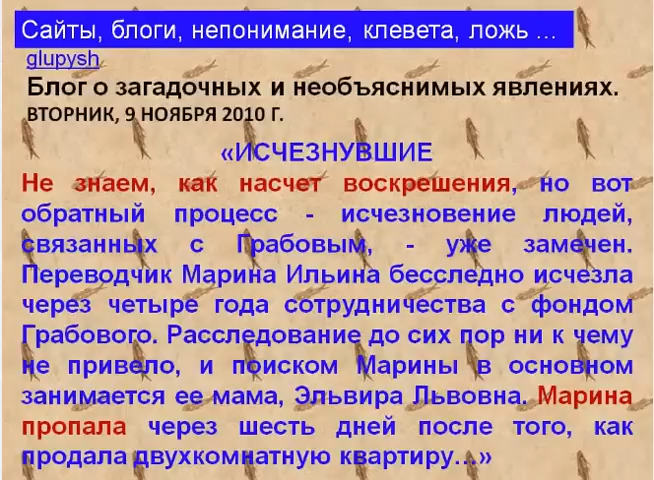 Сайты, блоги, непонимание, клевета, ложь ...
glupysh
Блог о загадочных и необъяснимых явлениях.
ВТОРНИК, 9 НОЯБРЯ 2010 Г.
«ИСЧЕЗНУВШИЕ
Не знаем, как насчет воскрешения, но вот
обратный процесс - исчезновение людей,
связанных с Грабовым, - уже замечен.
Переводчик Марина Ильина бесследно исчезла
через четыре года сотрудничества с фондом
Грабового. Расследование до сих пор ни к чему
не привело, и поиском Марины в основном
занимается ее мама, Эльвира Львовна. Марина
пропала через шесть дней после того, как
продала двухкомнатную квартиру...»